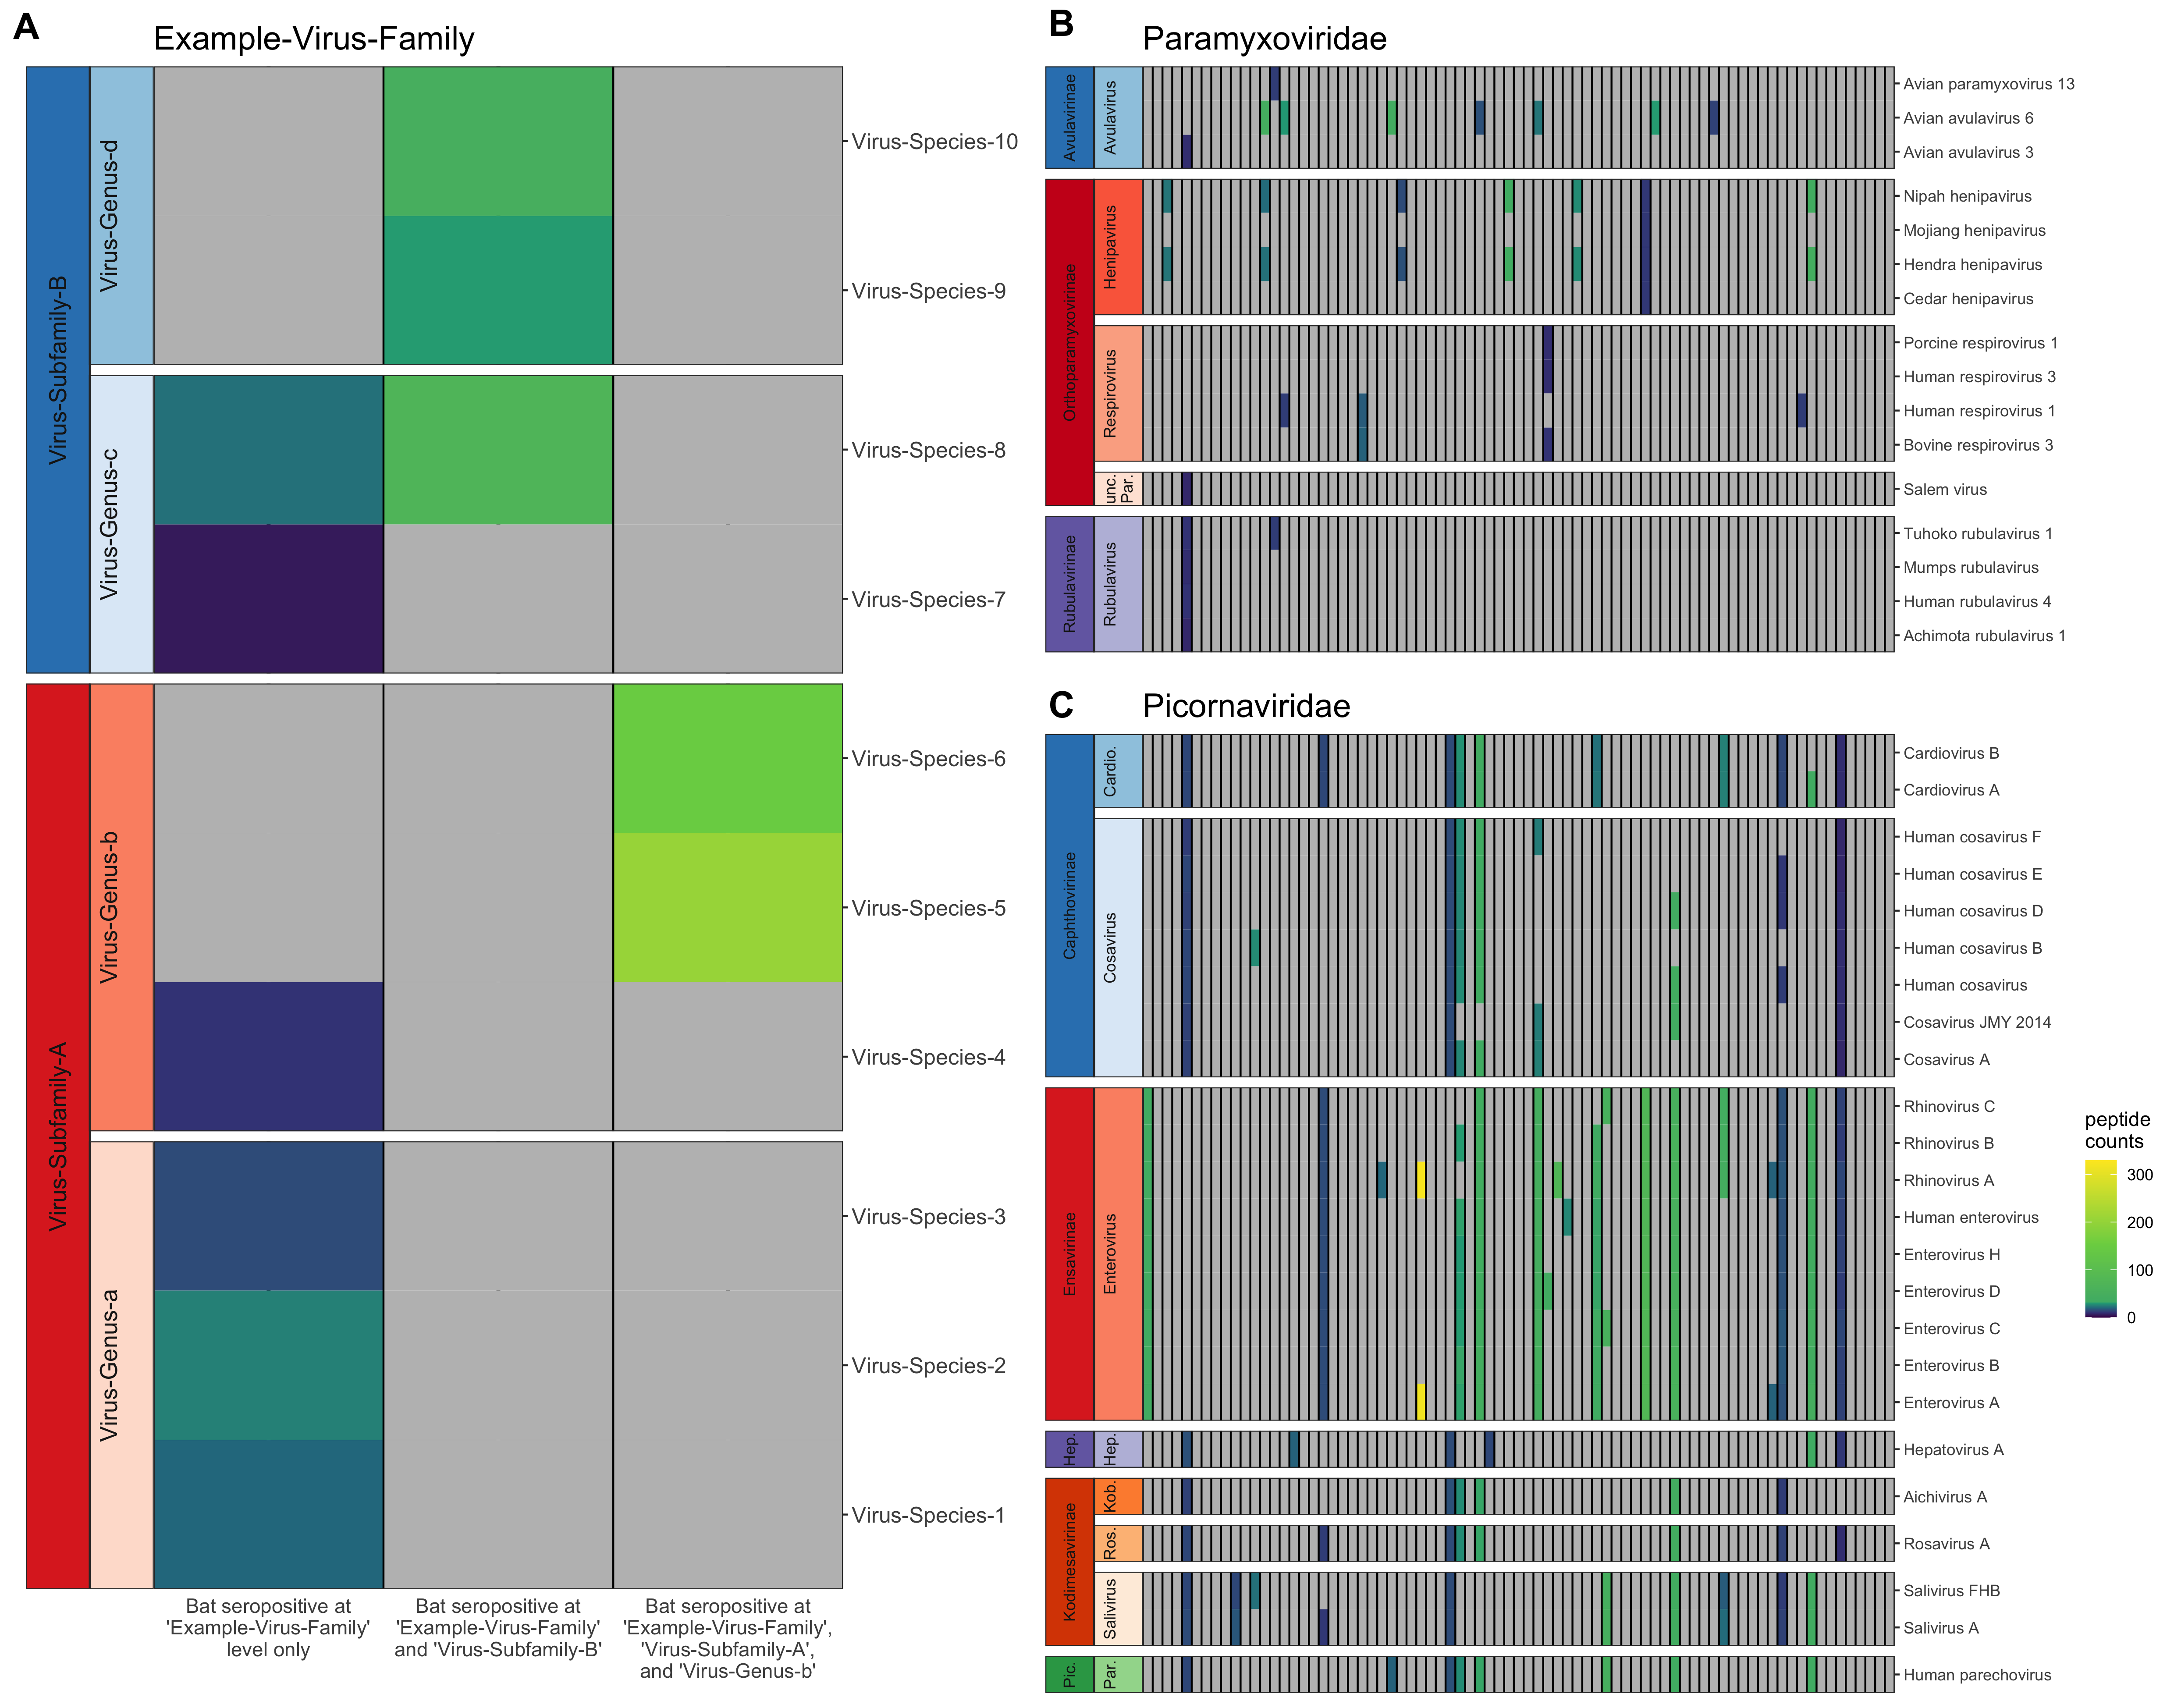 A
Example-Virus-Family
Virus-Subfamily-B
Virus-Genus-d
Virus-Species-10
Virus-Species-9
Virus-Genus-c
Virus-Species-8
Virus-Species-7
Virus-Subfamily-A
Virus-Genus-b
Virus-Species-6
Virus-Species-5
Virus-Species-4
Virus-Genus-a
Virus-Species-3
Virus-Species-2
Virus-Species-1
Bat seropositive at
'Example-Virus-Family'
level only
Bat seropositive at
'Example-Virus-Family'
and 'Virus-Subfamily-B'
Bat seropositive at
'Example-Virus-Family',
'Virus-Subfamily-A',
and 'Virus-Genus-b'
B
Paramyxoviridae
Avulavirinae
Avulavirus
Avian paramyxovirus 13
Avian avulavirus 6
Avian avulavirus 3
Orthoparamyxovirinae
Henipavirus
Nipah henipavirus
Mojiang henipavirus
Hendra henipavirus
Cedar henipavirus
Respirovirus
Porcine respirovirus 1
Human respirovirus 3
Human respirovirus 1
Bovine respirovirus 3
unc.
Par.
Salem virus
Rubulavirinae
Rubulavirus
Tuhoko rubulavirus 1
Mumps rubulavirus
Human rubulavirus 4
Achimota rubulavirus 1
C
Picornaviridae
Caphthovirinae
Cardio.
Cardiovirus B
Cardiovirus A
Cosavirus
Human cosavirus F
Human cosavirus E
Human cosavirus D
Human cosavirus B
Human cosavirus
Cosavirus JMY 2014
Cosavirus A
Ensavirinae
Enterovirus
Rhinovirus C
Rhinovirus B
Rhinovirus A
Human enterovirus
Enterovirus H
Enterovirus D
Enterovirus C
Enterovirus B
Enterovirus A
Hep.
Hep.
Hepatovirus A
Kodimesavirinae
Kob.
Aichivirus A
Ros.
Rosavirus A
Salivirus
Salivirus FHB
Salivirus A
Pic.
Par.
Human parechovirus
peptide
counts
300
200
100
0